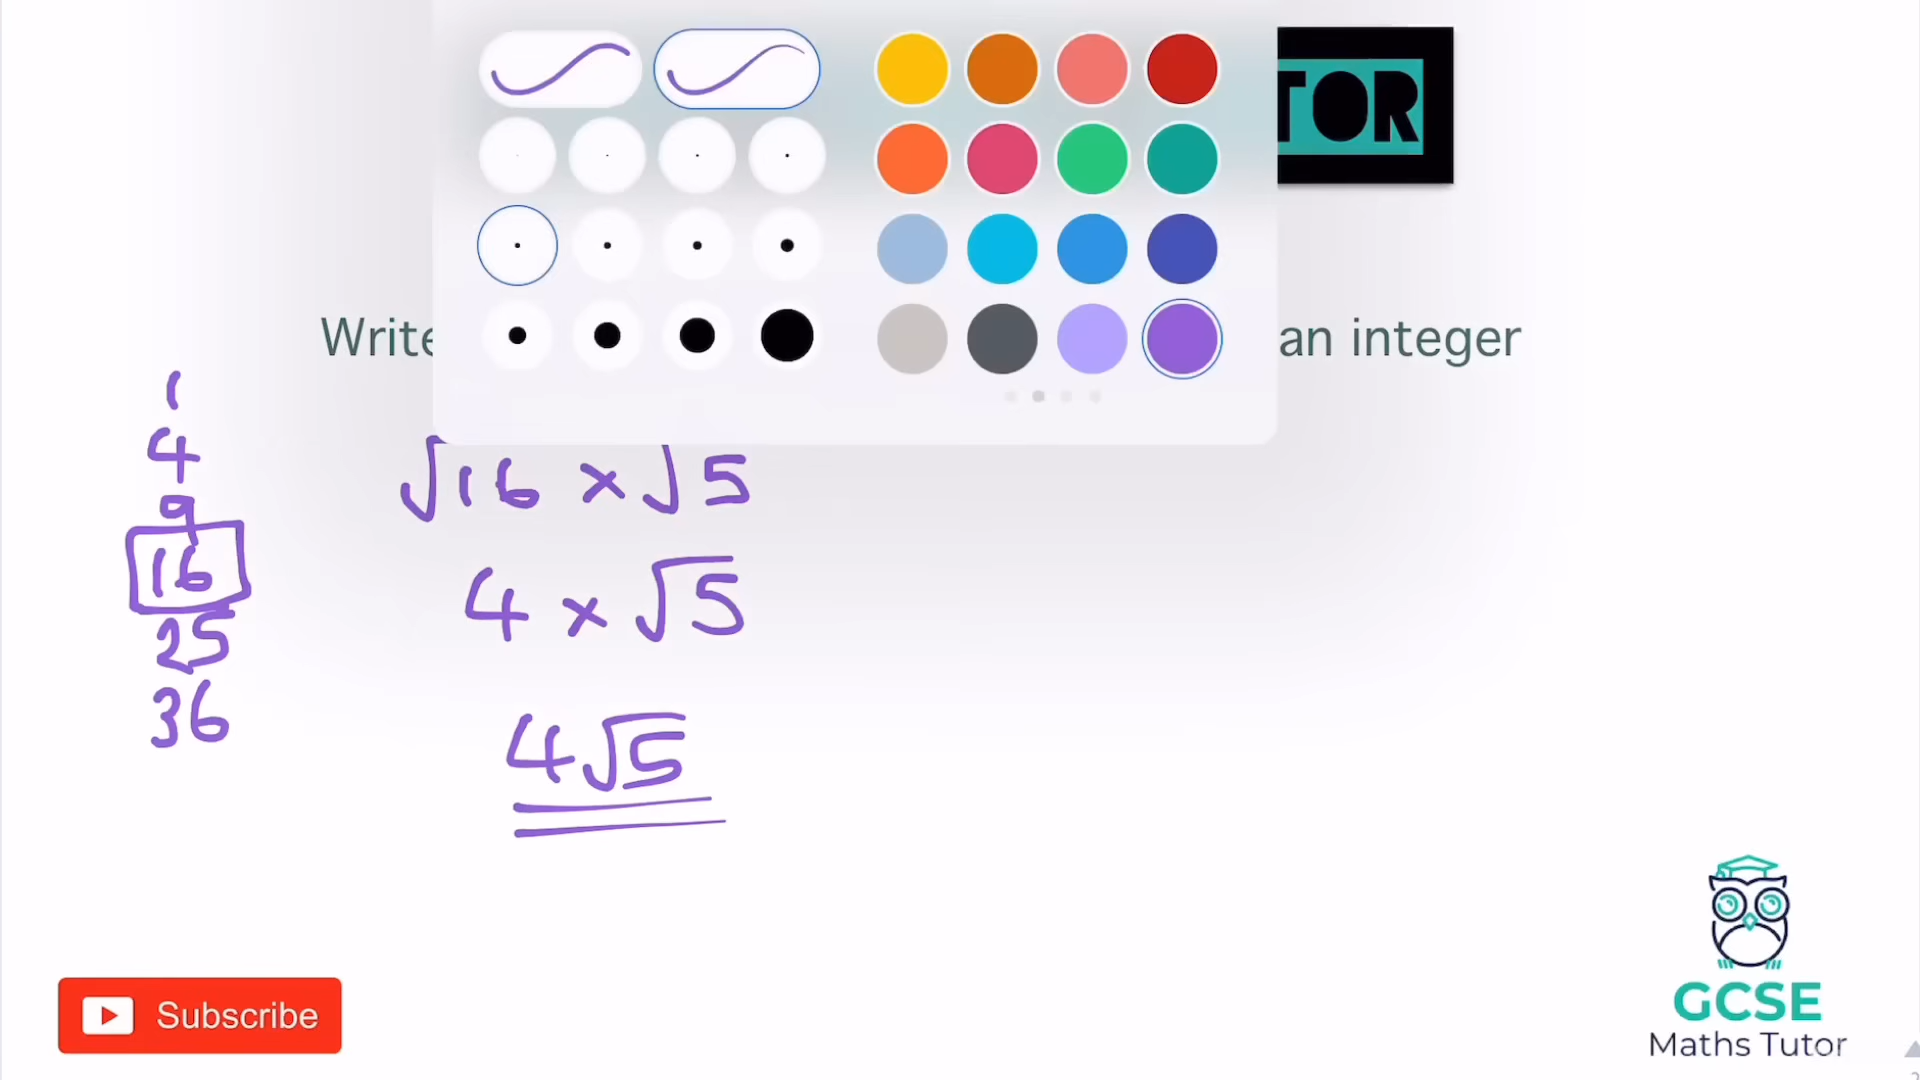 TOR
Write an integer
1
4
9
16
25
36
√16 × √5
4 × √5
4√5
Subscribe
GCSE
Maths Tutor